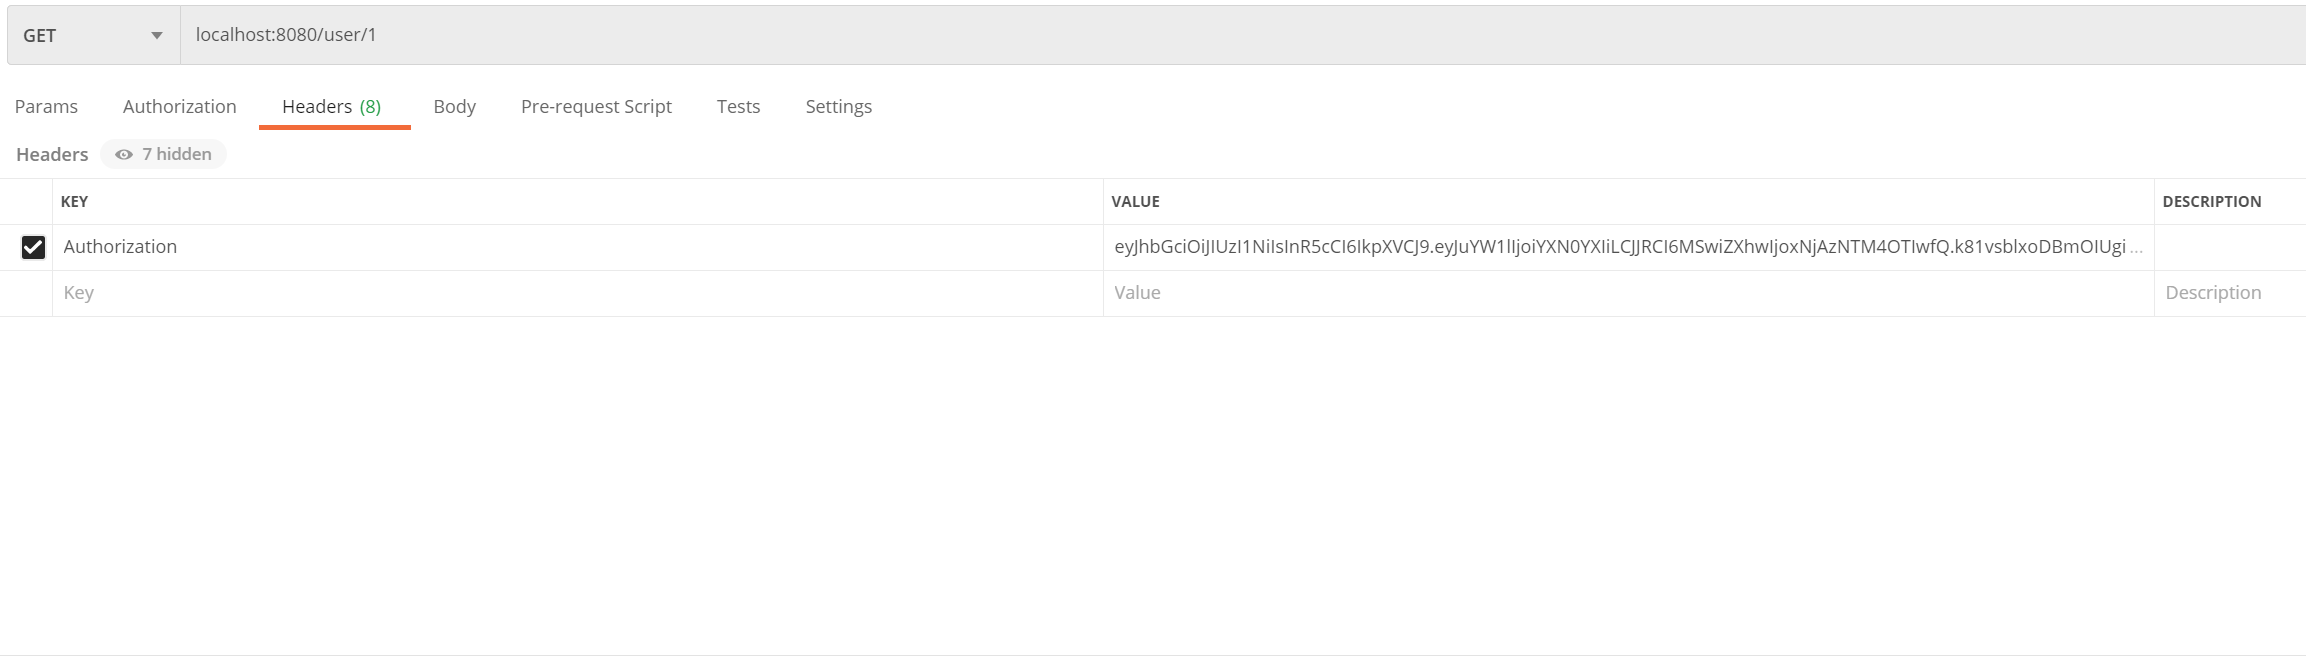 GET localhost:8080/user/1
Params Authorization Headers (8) Body Pre-request Script Tests Settings
Headers 7 hidden
KEY VALUE DESCRIPTION
Authorization eyJhbGciOiJIUzI1NiIsInR5cCI6IkpXVCJ9.eyJuYW1lIjoiYXN0YXIiLCJJRCI6MSwiZXhwIjoxNjAzNTM4OTIwfQ.k81vsblxoDBmOIUgi ...
Key Value Description